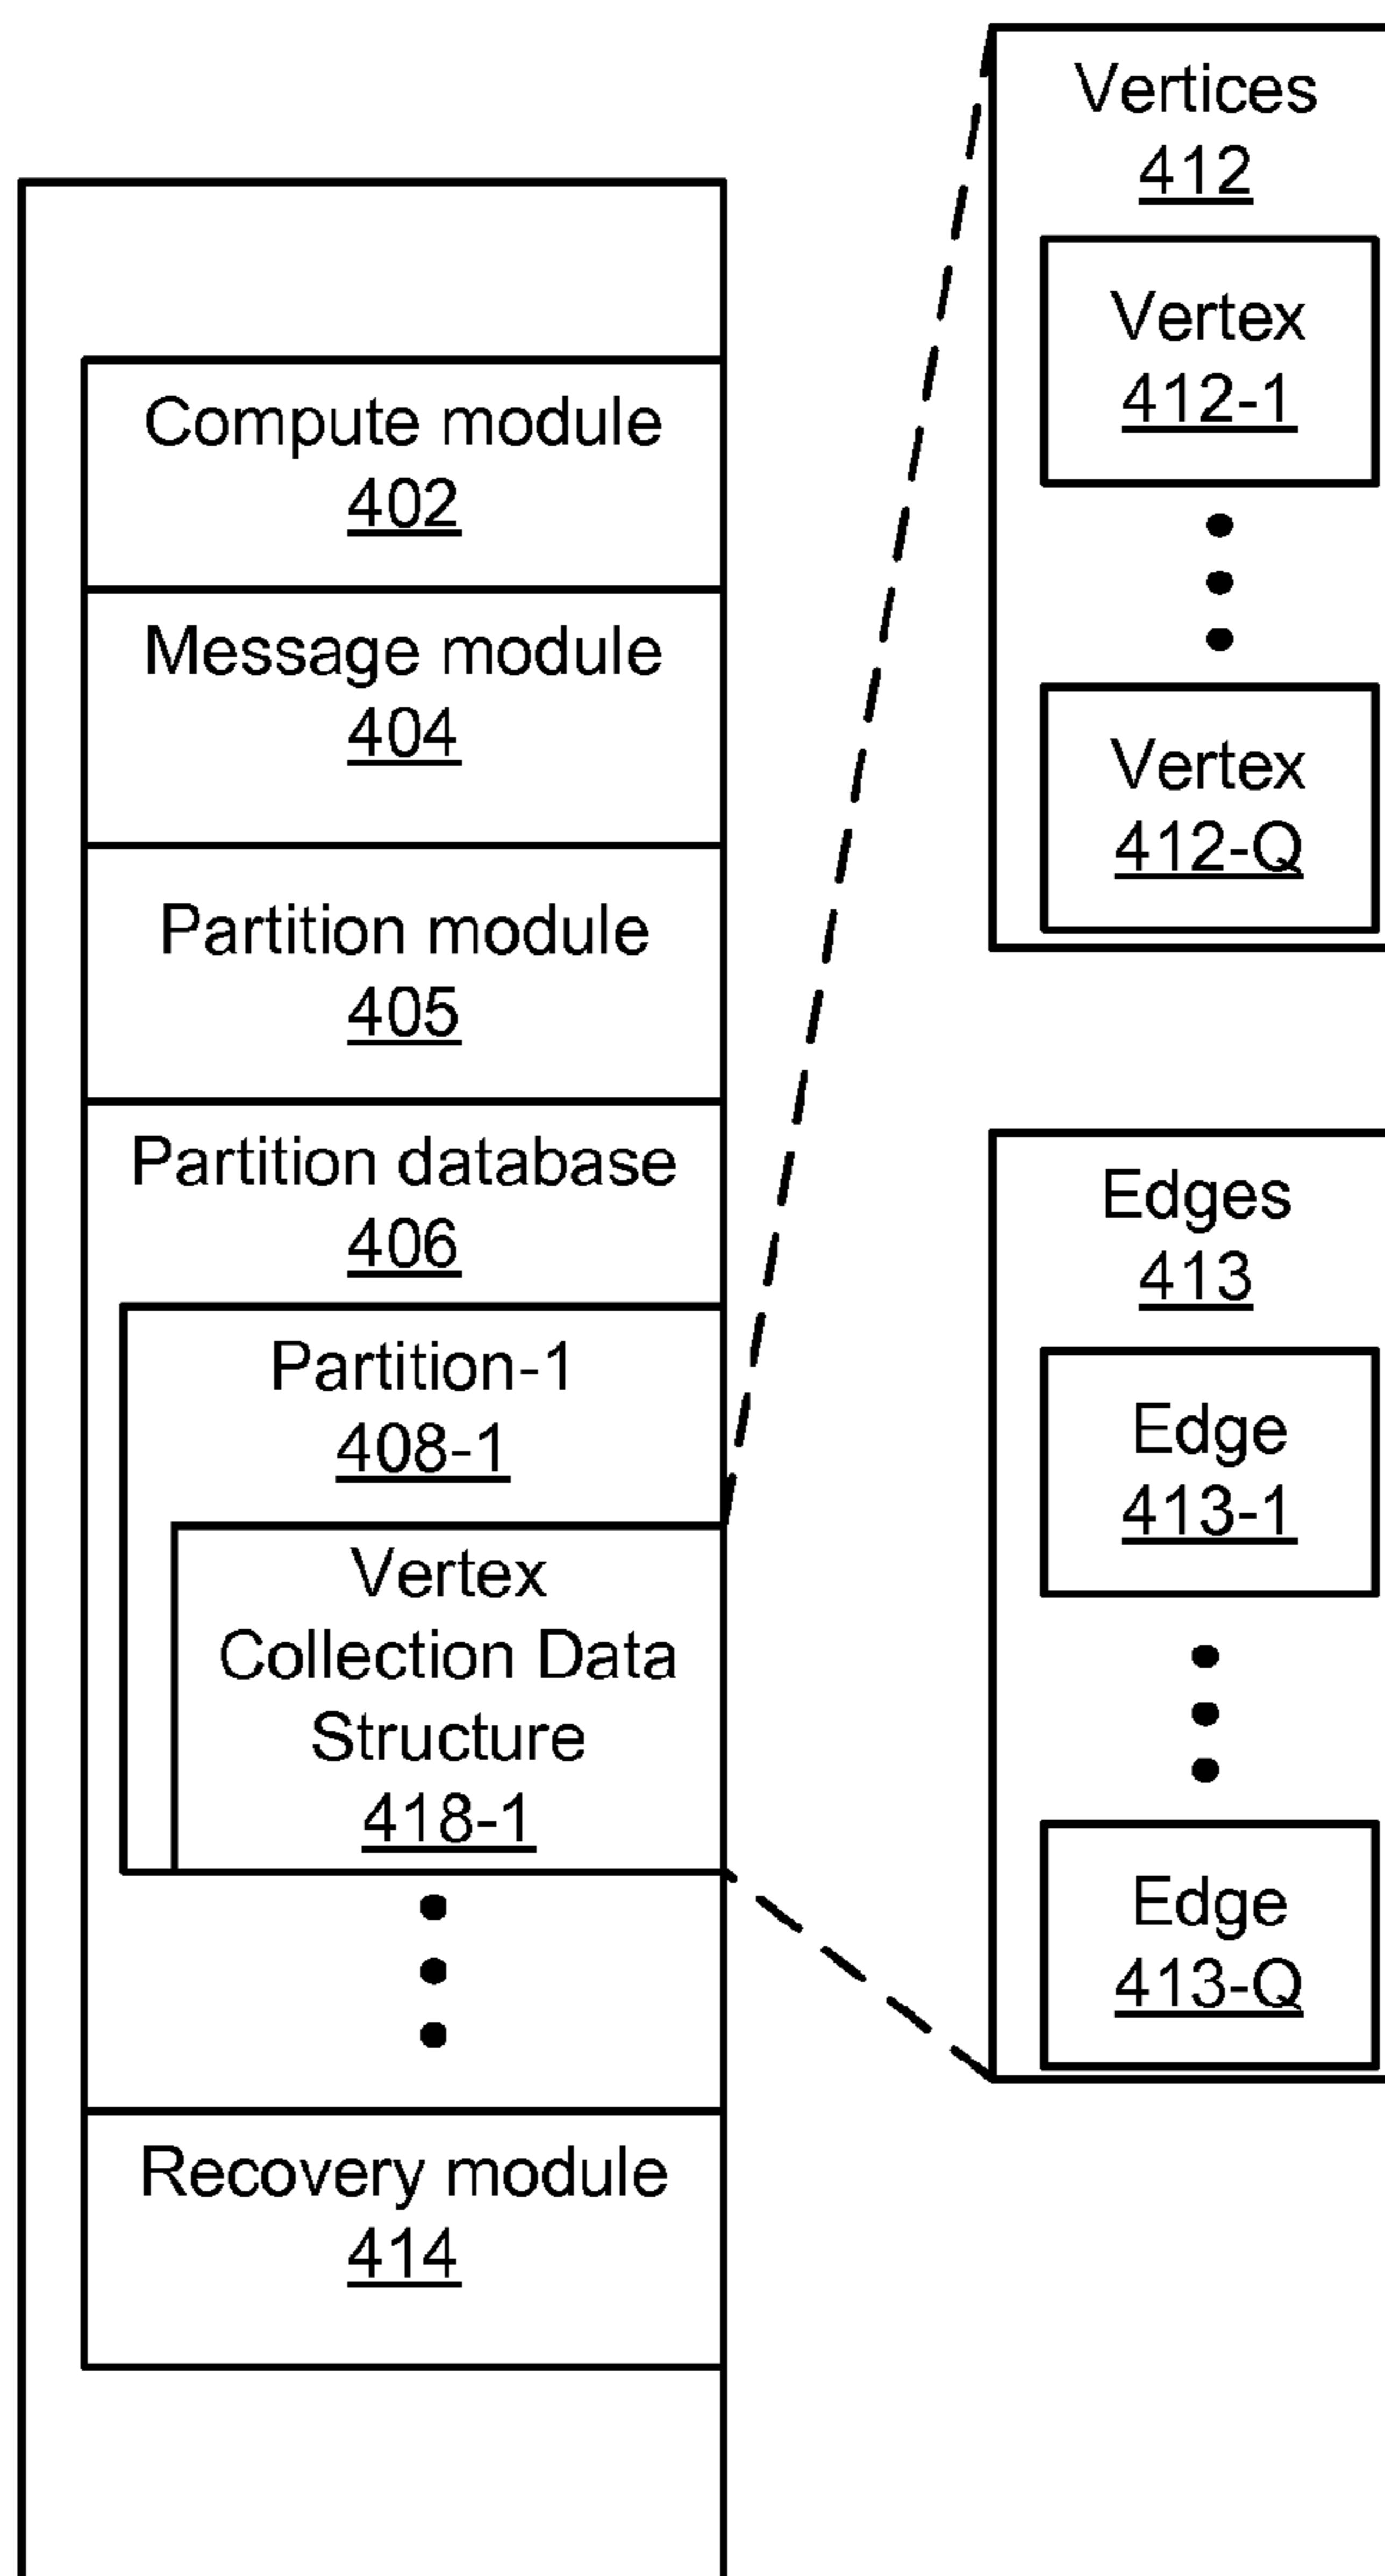 Compute module
402
Message module
404
Partition module
405
Partition database
406
Partition-1
408-1
Vertex
Collection Data
Structure
418-1
Recovery module
414
Vertices
412
Vertex
412-1
Vertex
412-Q
Edges
413
Edge
413-1
Edge
413-Q